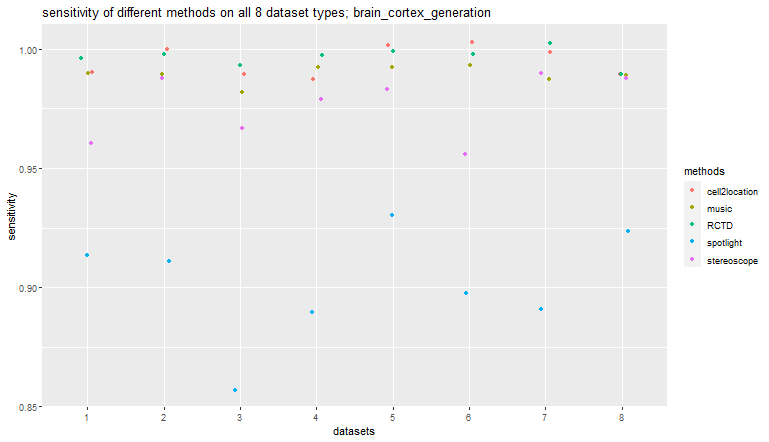 sensitivity of different methods on all 8 dataset types; brain_cortex_generation
1.00
0.95
0.90
0.85
sensitivity
1 2 3 4 5 6 7 8
datasets
methods
cell2location
music
RCTD
spotlight
stereoscope